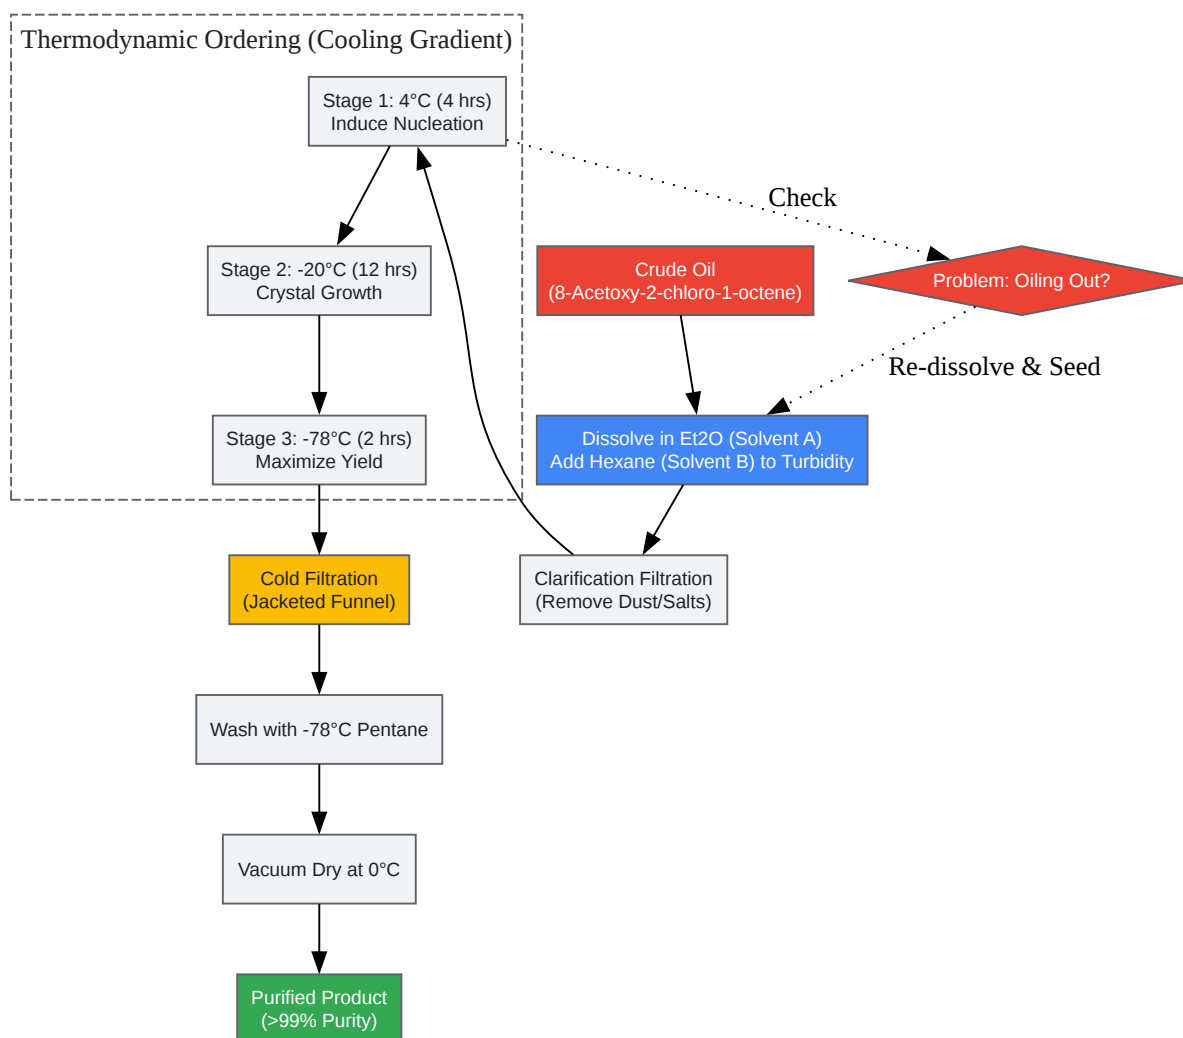 Thermodynamic Ordering (Cooling Gradient)
Stage 1: 4°C (4 hrs)
Induce Nucleation
Check
Stage 2: -20°C (12 hrs)
Crystal Growth
Crude Oil
(8-Acetoxy-2-chloro-1-octene)
Problem: Oiling Out?
Re-dissolve & Seed
Stage 3: -78°C (2 hrs)
Maximize Yield
Dissolve in Et2O (Solvent A)
Add Hexane (Solvent B) to Turbidity
Cold Filtration
(Jacketed Funnel)
Clarification Filtration
(Remove Dust/Salts)
Wash with -78°C Pentane
Vacuum Dry at 0°C
Purified Product
(>99% Purity)